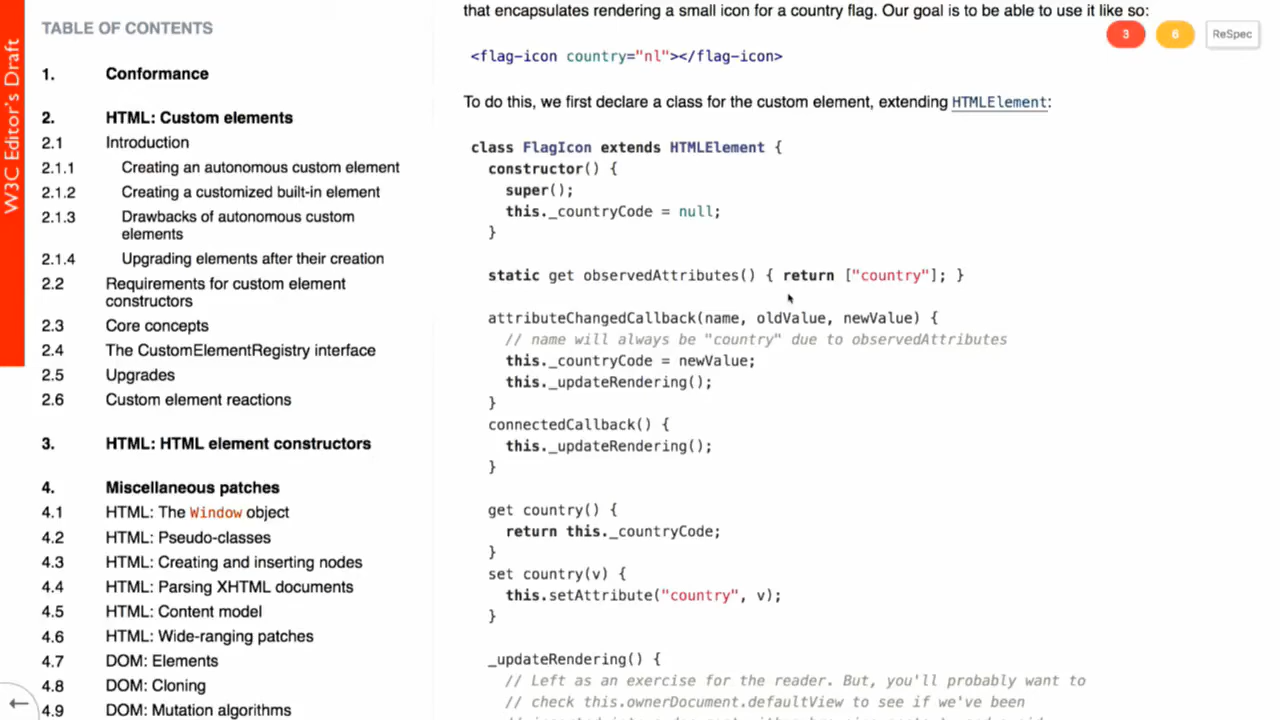 W3C Editor's Draft
TABLE OF CONTENTS
1. Conformance
2. HTML: Custom elements
2.1 Introduction
2.1.1 Creating an autonomous custom element
2.1.2 Creating a customized built-in element
2.1.3 Drawbacks of autonomous custom
elements
2.1.4 Upgrading elements after their creation
2.2 Requirements for custom element
constructors
2.3 Core concepts
2.4 The CustomElementRegistry interface
2.5 Upgrades
2.6 Custom element reactions
3. HTML: HTML element constructors
4. Miscellaneous patches
4.1 HTML: The Window object
4.2 HTML: Pseudo-classes
4.3 HTML: Creating and inserting nodes
4.4 HTML: Parsing XHTML documents
4.5 HTML: Content model
4.6 HTML: Wide-ranging patches
4.7 DOM: Elements
4.8 DOM: Cloning
4.9 DOM: Mutation algorithms
that encapsulates rendering a small icon for a country flag. Our goal is to be able to use it like so:
3 6 ReSpec
<flag-icon country="nl"></flag-icon>
To do this, we first declare a class for the custom element, extending HTMLElement:
class FlagIcon extends HTMLElement {
constructor() {
super();
this._countryCode = null;
}
static get observedAttributes() { return ["country"]; }
attributeChangedCallback(name, oldValue, newValue) {
// name will always be "country" due to observedAttributes
this._countryCode = newValue;
this._updateRendering();
}
connectedCallback() {
this._updateRendering();
}
get country() {
return this._countryCode;
}
set country(v) {
this.setAttribute("country", v);
}
_updateRendering() {
// Left as an exercise for the reader. But, you'll probably want to
// check this.ownerDocument.defaultView to see if we've been